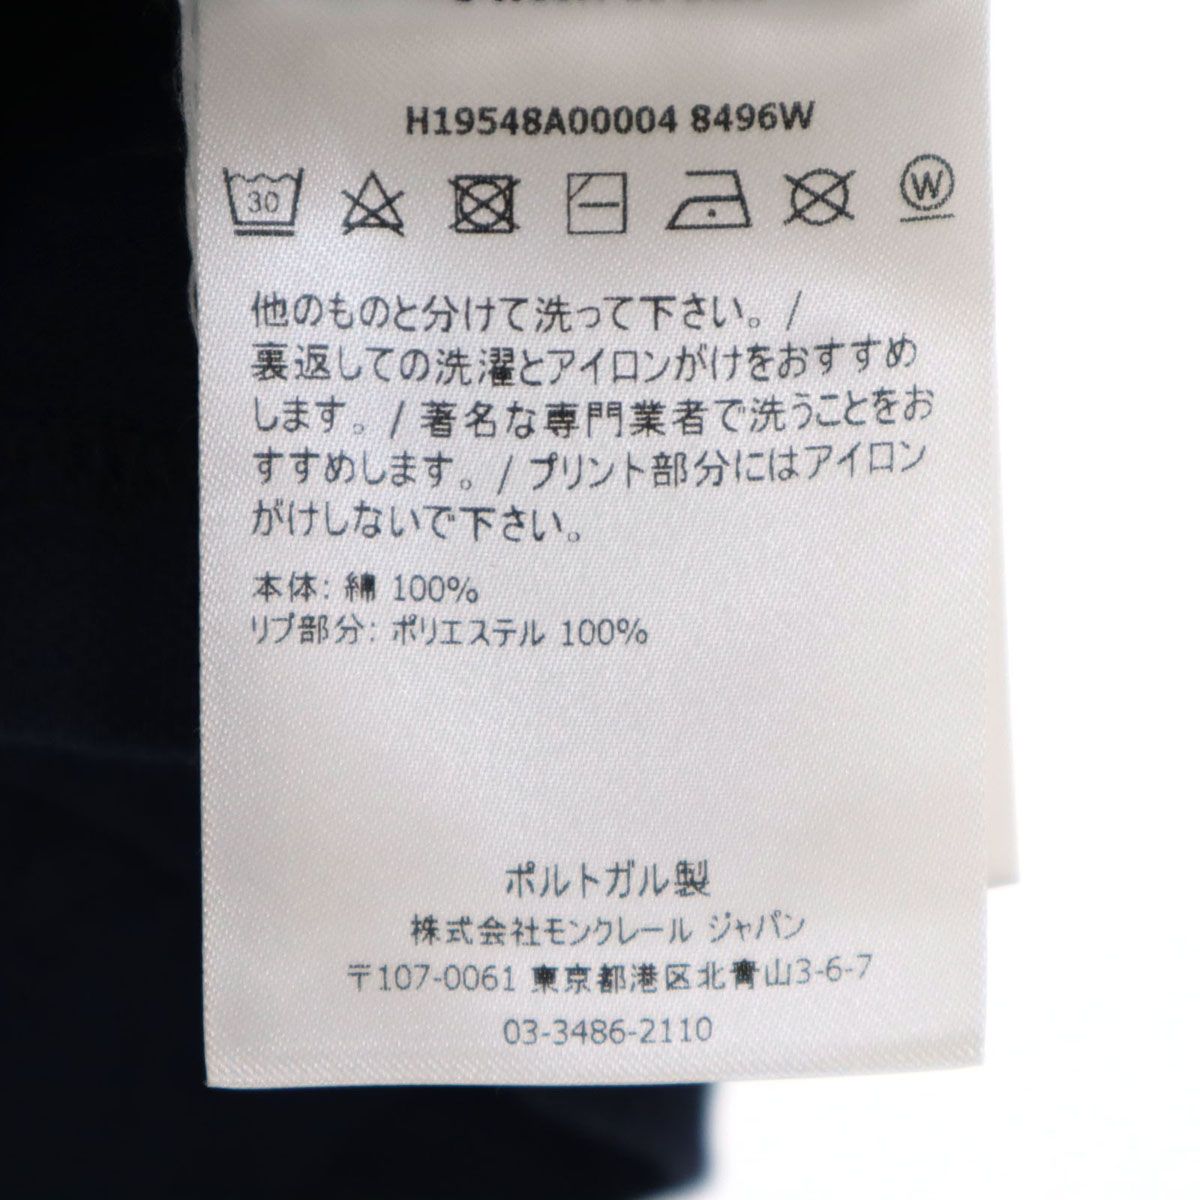 H19548A00004 8496W
30
W
他のものと分けて洗って下さい。/
裏返しての洗濯とアイロンがけをおすすめ
します。/ 著名な専門業者で洗うことをお
すすめします。/ プリント部分にはアイロン
がけしないで下さい。
本体: 綿 100%
リブ部分: ポリエステル 100%
ポルトガル製
株式会社モンクレール ジャパン
〒107-0061 東京都港区北青山3-6-7
03-3486-2110